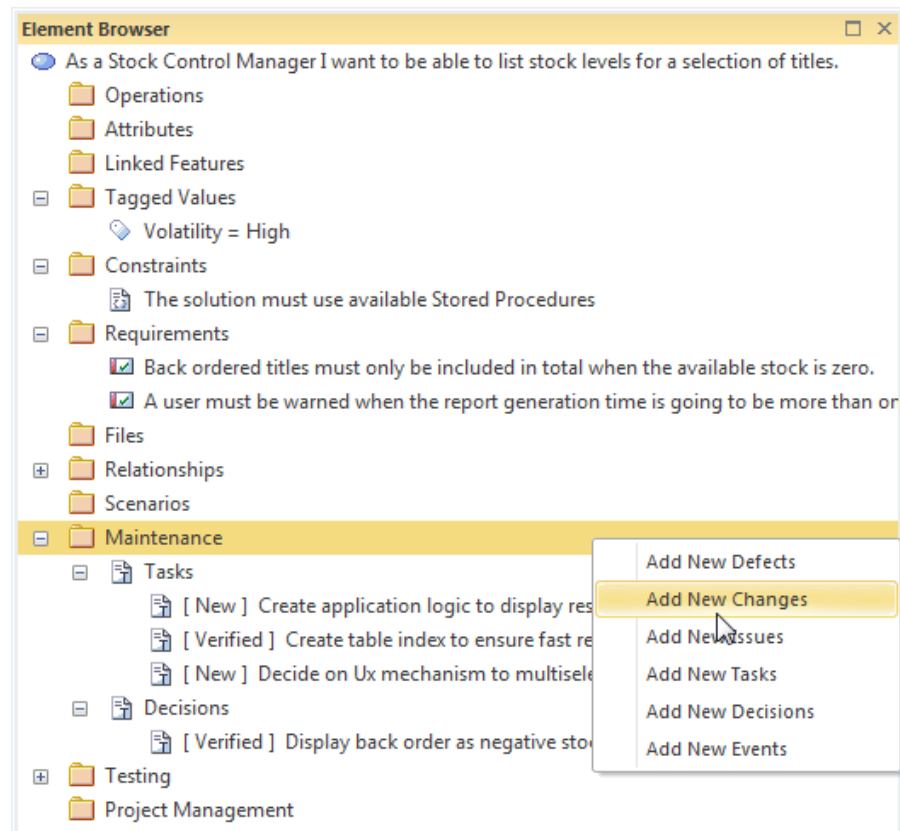 Element Browser
As a Stock Control Manager I want to be able to list stock levels for a selection of titles.
Operations
Attributes
Linked Features
Tagged Values
Volatility = High
Constraints
The solution must use available Stored Procedures
Requirements
Back ordered titles must only be included in total when the available stock is zero.
A user must be warned when the report generation time is going to be more than
Files
Relationships
Scenarios
Maintenance
Tasks
[ New ] Create application logic to display
[ Verified ] Create table index to ensure fast
[ New ] Decide on Ux mechanism to
Decisions
[ Verified ] Display back order as negative
Testing
Project Management
Add New Defects
Add New Changes
Add New Issues
Add New Tasks
Add New Decisions
Add New Events